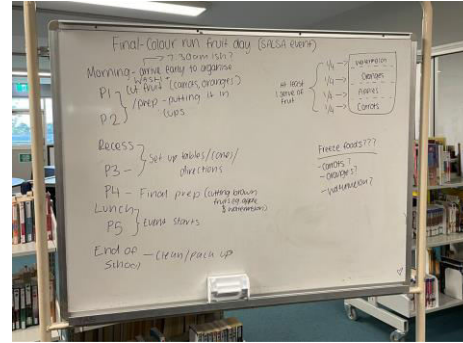 Final - Colour run fruit day (SALSA event)
7:30am ish?
Morning - arrive early to organise
WASH!
P1 cut fruit (carrots, oranges)
/prep - putting it in
P2 cups
Recess
Set up tables/cones/
P3 - directions
P4 - Final prep (cutting brown
fruit eg apple
& watermelon)
Lunch
Event starts
P5
End of - clean/pack up
School
at least
1 serve of
fruit
1/4 → watermelon
1/4 → Oranges
1/4 → Apples
1/4 → Carrots
Freeze foods???
- carrots?
- oranges?
- watermelon?